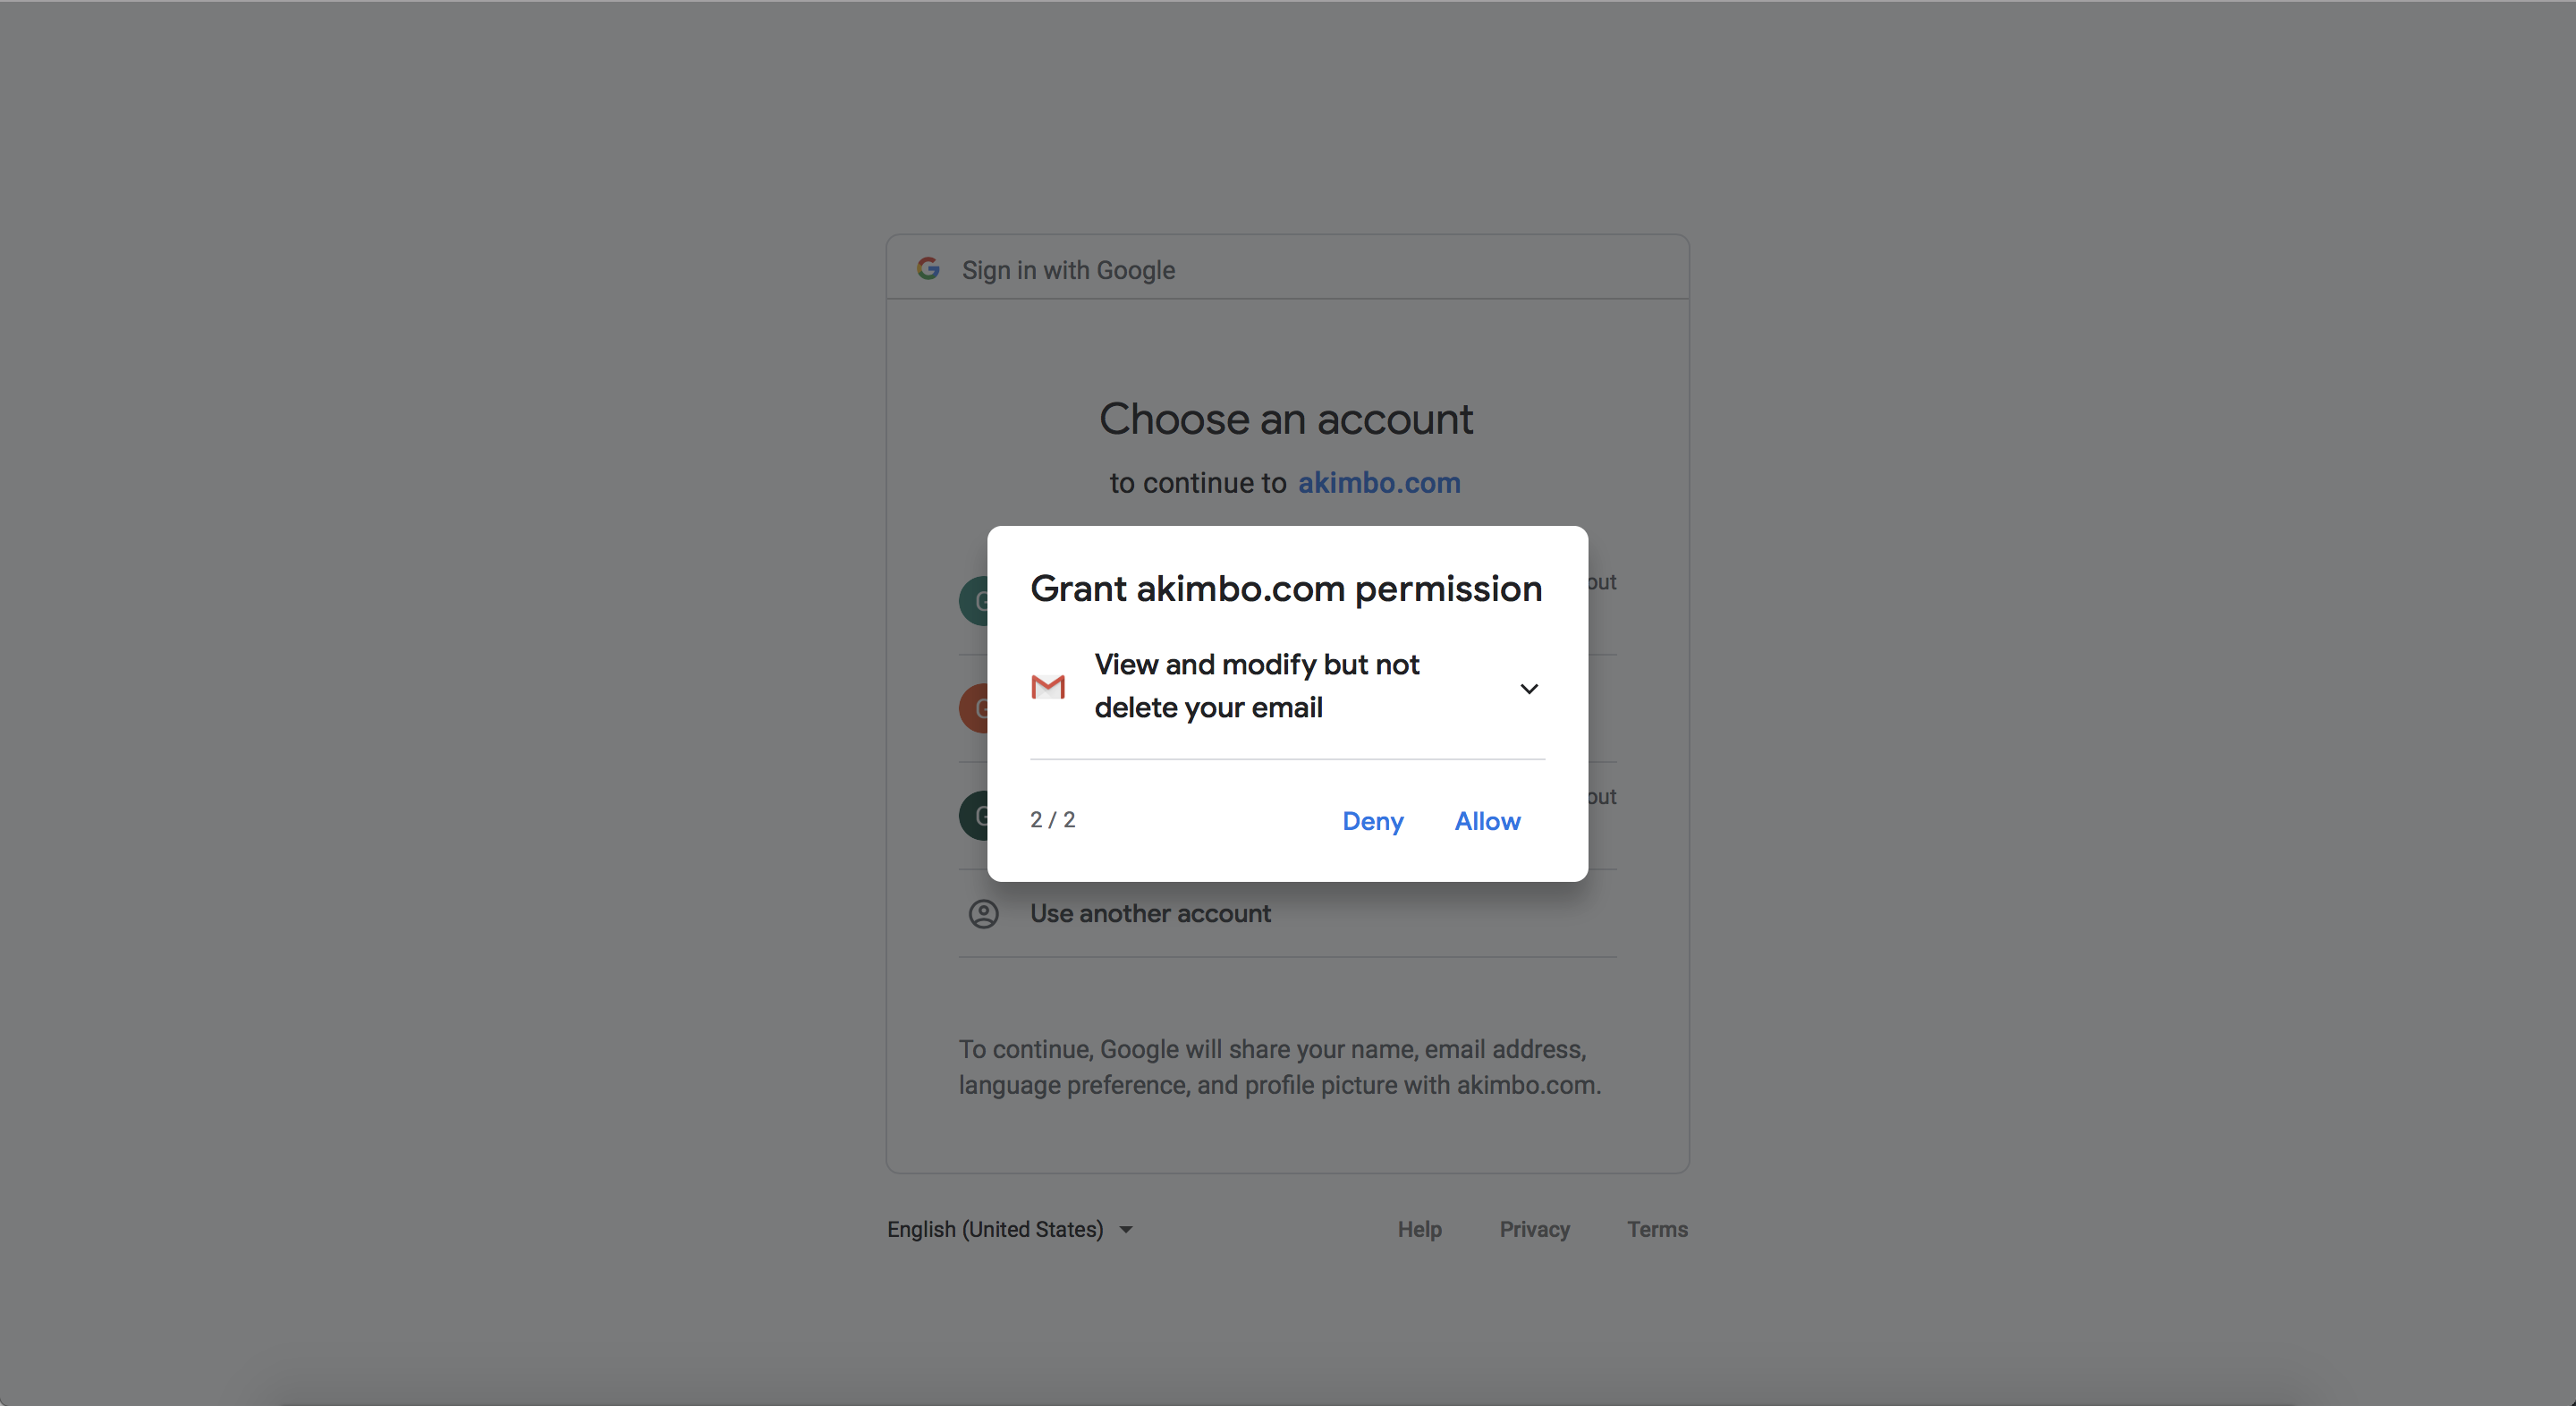 Sign in with Google
Choose an account
to continue to akimbo.com
Grant akimbo.com permission
View and modify but not
delete your email
2 / 2
Deny
Allow
out
G
G
out
G
Use another account
To continue, Google will share your name, email address,
language preference, and profile picture with akimbo.com.
English (United States)
Help
Privacy
Terms